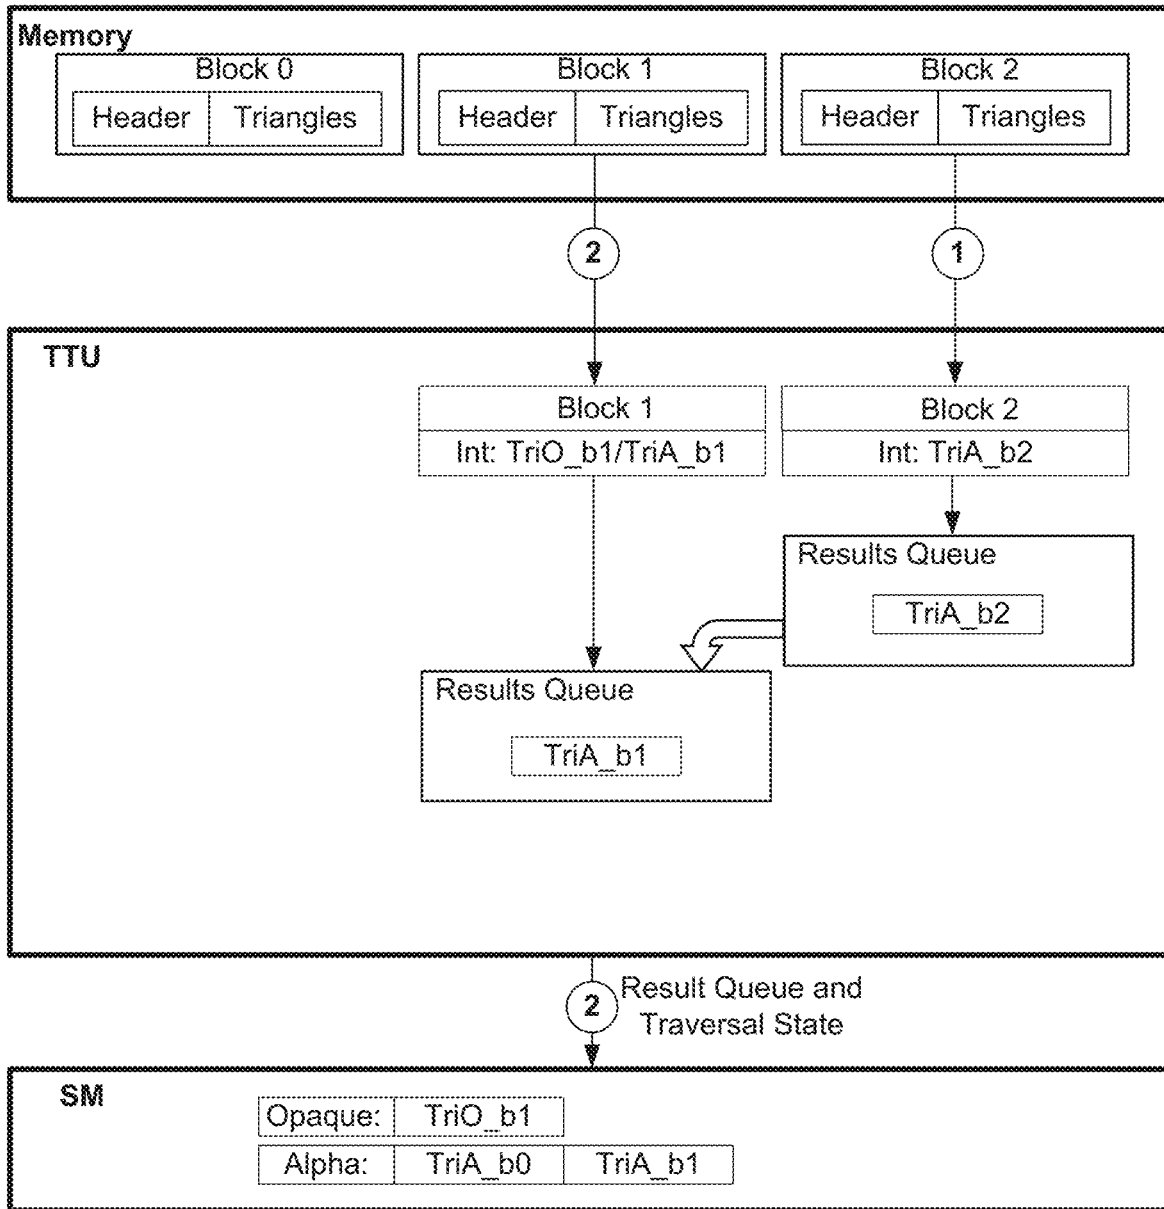 Memory
Block 0 Block 1 Block 2
Header Triangles Header Triangles Header Triangles
2 1
TTU
Block 1 Block 2
Int: TriO_b1/TriA_b1 Int: TriA_b2
Results Queue
TriA_b2
Results Queue
TriA_b1
2 Result Queue and
Traversal State
SM
Opaque: TriO_b1
Alpha: TriA_b0 TriA_b1